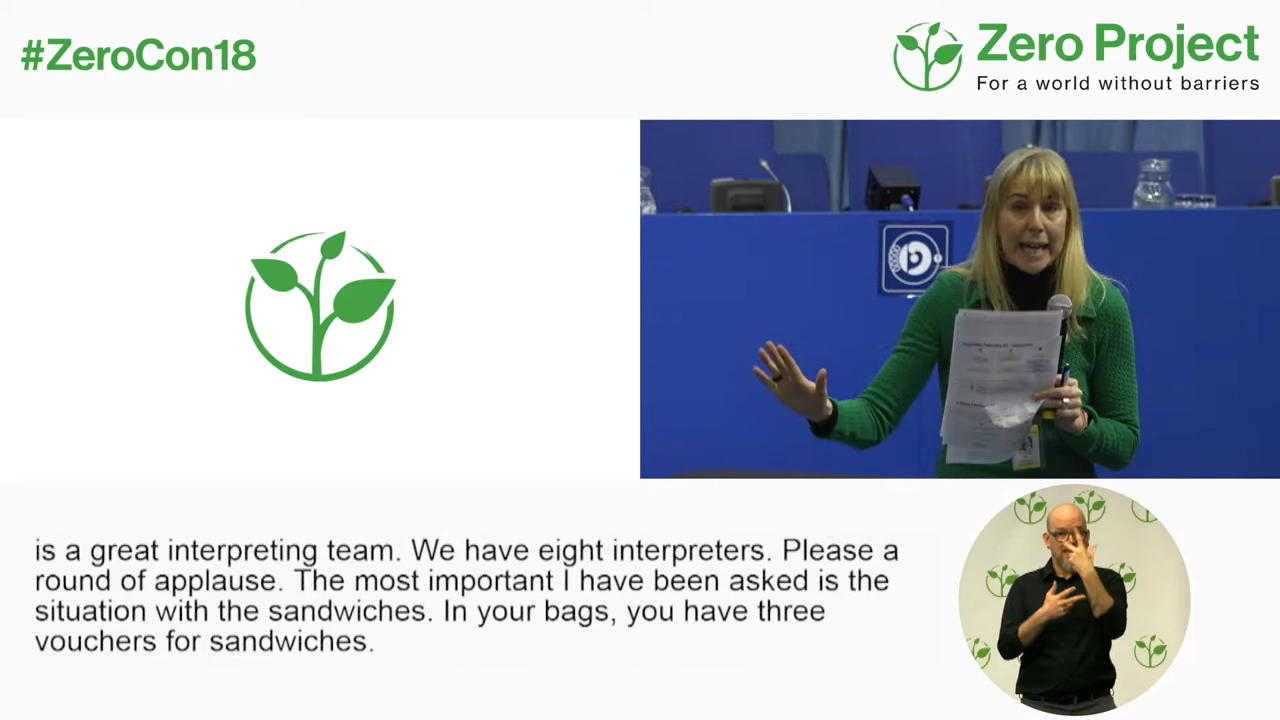 #ZeroCon18
Zero Project
For a world without barriers
is a great interpreting team. We have eight interpreters. Please a
round of applause. The most important I have been asked is the
situation with the sandwiches. In your bags, you have three
vouchers for sandwiches.